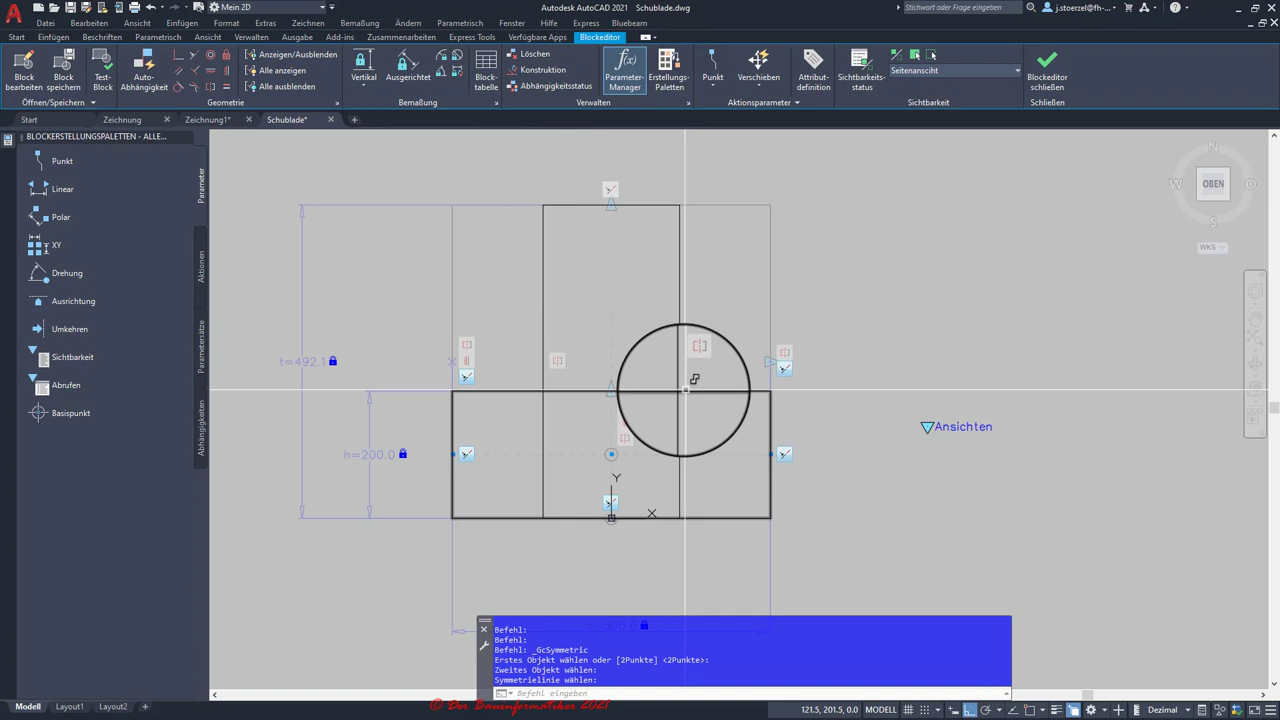 Mein 2D
Autodesk AutoCAD 2021 Schublade.dwg
Stichwort oder Frage eingeben
j.stoerzel@fh-...
Datei Bearbeiten Ansicht Einfügen Format Extras Zeichnen Bemaßung Ändern Parametrisch Fenster Hilfe Express Bluebeam
Start Einfügen Beschriften Parametrisch Ansicht Verwalten Ausgabe Add-ins Zusammenarbeiten Express Tools Verfügbare Apps Blockeditor
Block bearbeiten
Block speichern
Test-Block
Auto-Abhängigkeit
Anzeigen/Ausblenden
Alle anzeigen
Alle ausblenden
Vertikal
Ausgerichtet
Block-tabelle
Löschen
Konstruktion
Abhängigkeitsstatus
f(x)
Parameter-Manager
Erstellungs-Paletten
Punkt
Verschieben
Attribut-definition
Sichtbarkeits-status
Seitenansicht
Blockeditor schließen
Öffnen/Speichern Geometrie Bemaßung Verwalten Aktionsparameter Sichtbarkeit Schließen
Start Zeichnung Zeichnung1* Schublade*
BLOCKERSTELLUNGSPALETTEN - ALLE...
Punkt
Linear
Polar
XY
Drehung
Ausrichtung
Umkehren
Sichtbarkeit
Abrufen
Basispunkt
Parameter
Aktionen
Parametersätze
Abhängigkeiten
N
W OBEN O
S
WKS
t=492.1
h=200.0
Ansichten
Y
X
Befehl:
Befehl:
Befehl: _GcSymmetric
Erstes Objekt wählen oder [2Punkte] <2Punkte>:
Zweites Objekt wählen:
Symmetrielinie wählen:
Befehl eingeben
© Der Bauinformatiker 2021
Modell Layout1 Layout2
121.5, 201.5, 0.0 MODELL
Dezimal